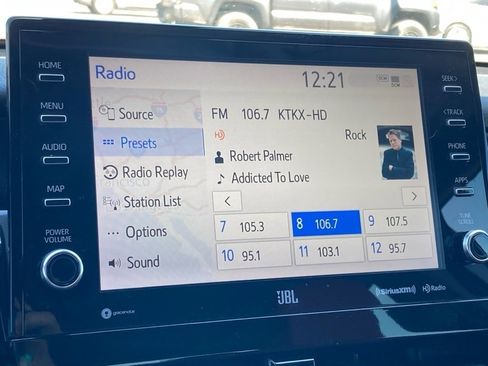 HOME
MENU
AUDIO
MAP
POWER
VOLUME
Radio
12:21
DCM
Source
Presets
Radio Replay
Station List
Options
Sound
FM 106.7 KTKX-HD
HD
Rock
Robert Palmer
Addicted To Love
7 105.3
8 106.7
9 107.5
10 95.1
11 103.1
12 95.7
SEEK>
<TRACK
PHONE
APPS
TUNE
SCROLL
gracenote
JBL
SiriusXM
HD Radio